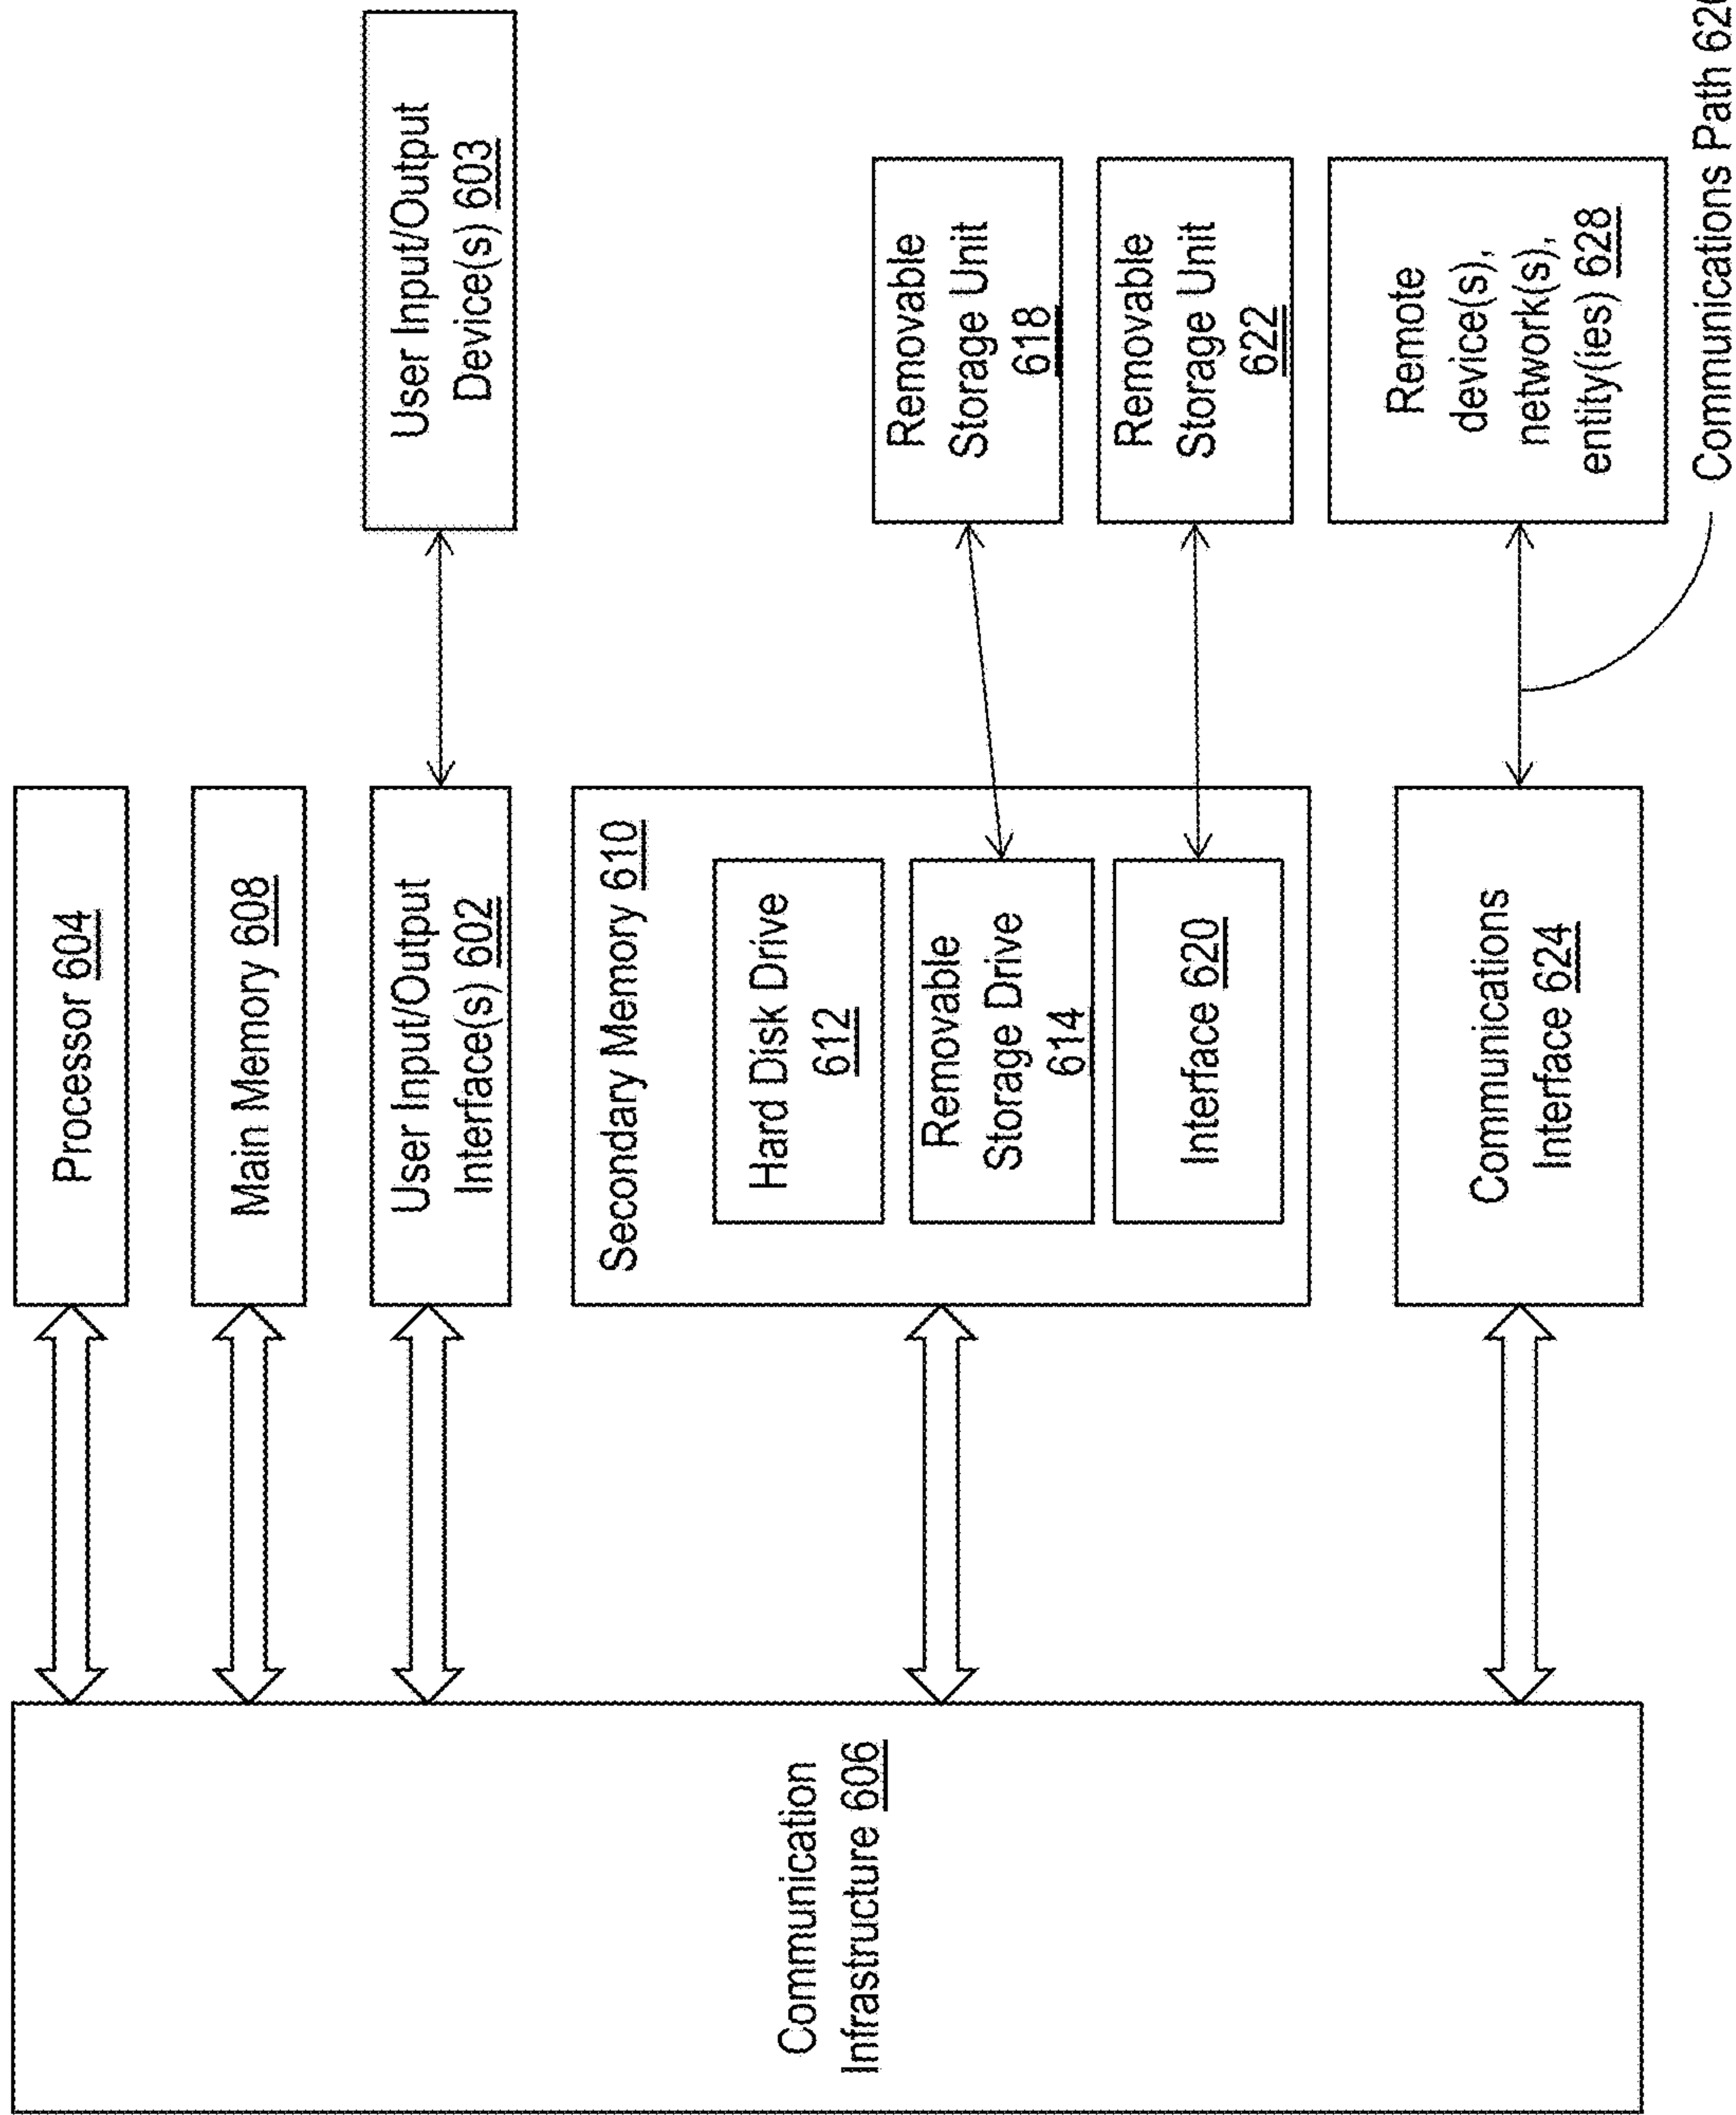 Processor 604
Main Memory 608
User Input/Output
Interface(s) 602
User Input/Output
Device(s) 603
Communication
Infrastructure 606
Secondary Memory 610
Hard Disk Drive
612
Removable
Storage Drive
614
Interface 620
Removable
Storage Unit
618
Removable
Storage Unit
622
Communications
Interface 624
Remote
device(s),
network(s),
entity(ies) 628
Communications Path 626